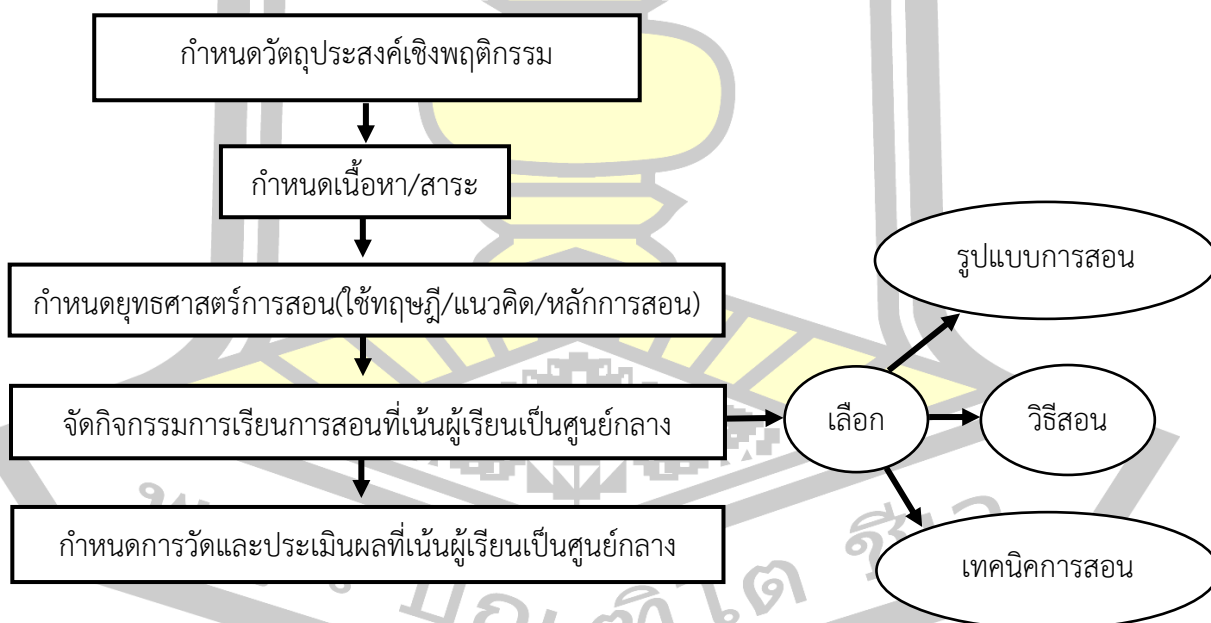 กำหนดวัตถุประสงค์เชิงพฤติกรรม
กำหนดเนื้อหา/สาระ
กำหนดยุทธศาสตร์การสอน(ใช้ทฤษฎี/แนวคิด/หลักการสอน)
จัดกิจกรรมการเรียนการสอนที่เน้นผู้เรียนเป็นศูนย์กลาง
กำหนดการวัดและประเมินผลที่เน้นผู้เรียนเป็นศูนย์กลาง
เลือก
รูปแบบการสอน
วิธีสอน
เทคนิคการสอน